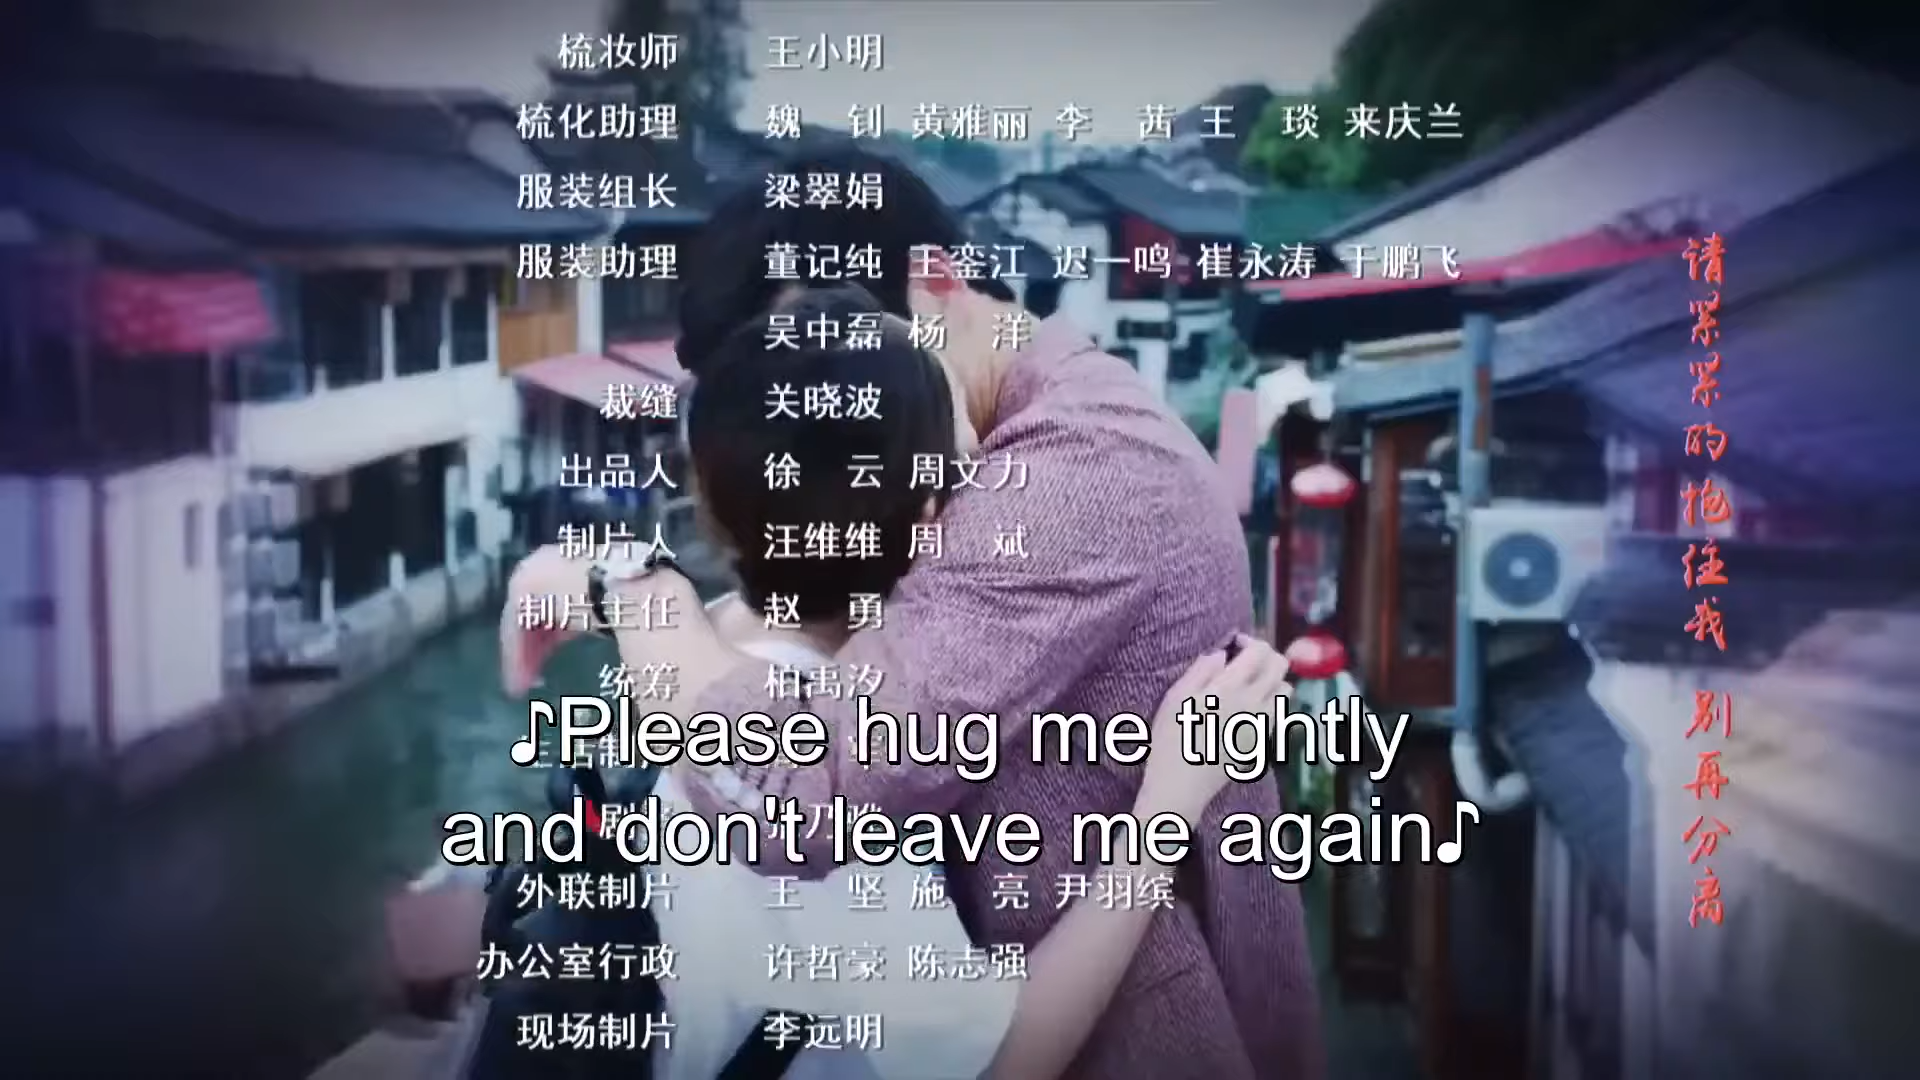 梳妆师 王小明
梳化助理 魏 钊 黄雅丽 李 茜 王 琰 来庆兰
服装组长 梁翠娟
服装助理 董记纯 王銮江 迟一鸣 崔永涛 于鹏飞
吴中磊 杨 洋
裁缝 关晓波
出品人 徐 云 周文力
制片人 汪维维 周 斌
制片主任 赵 勇
统筹 柏禹汐
♪Please hug me tightly
and don't leave me again♪
外联制片 王 坚 施 亮 尹羽缤
办公室行政 许哲豪 陈志强
现场制片 李远明
请紧紧的抱住我 别再分离